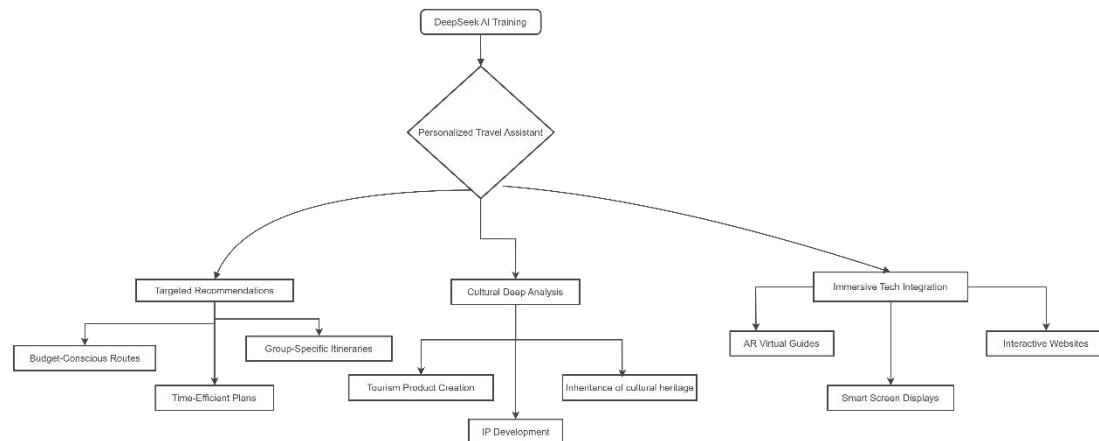 DeepSeek AI Training
Personalized Travel Assistant
Targeted Recommendations
Cultural Deep Analysis
Immersive Tech Integration
Budget-Conscious Routes
Group-Specific Itineraries
Time-Efficient Plans
Tourism Product Creation
Inheritance of cultural heritage
IP Development
AR Virtual Guides
Interactive Websites
Smart Screen Displays